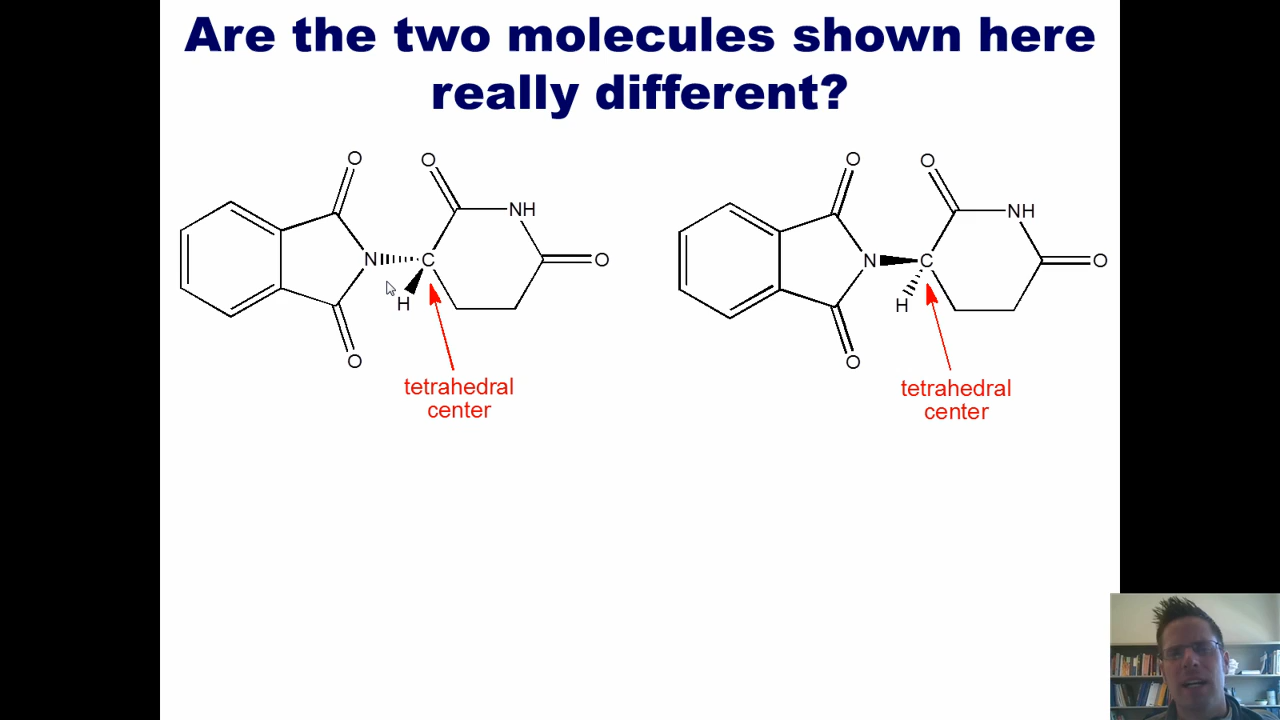 Are the two molecules shown here
really different?
O O O O
NH NH
N C O N C O
H H
O O
tetrahedral
center
tetrahedral
center